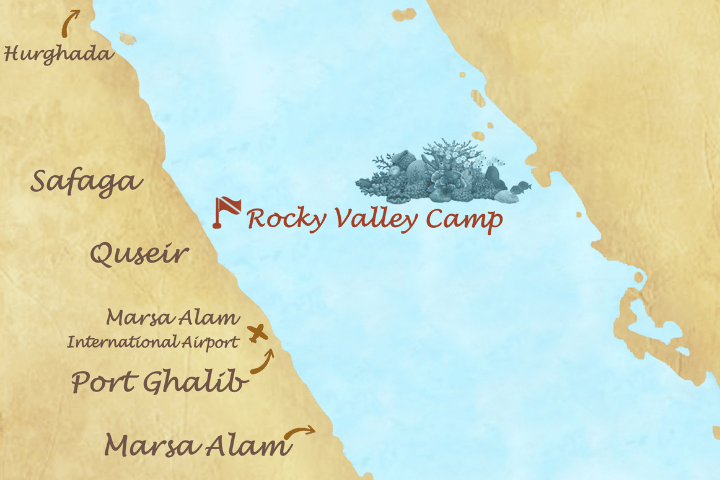 Hurghada
Safaga
Rocky Valley Camp
Quseir
Marsa Alam
International Airport
Port Ghalib
Marsa Alam